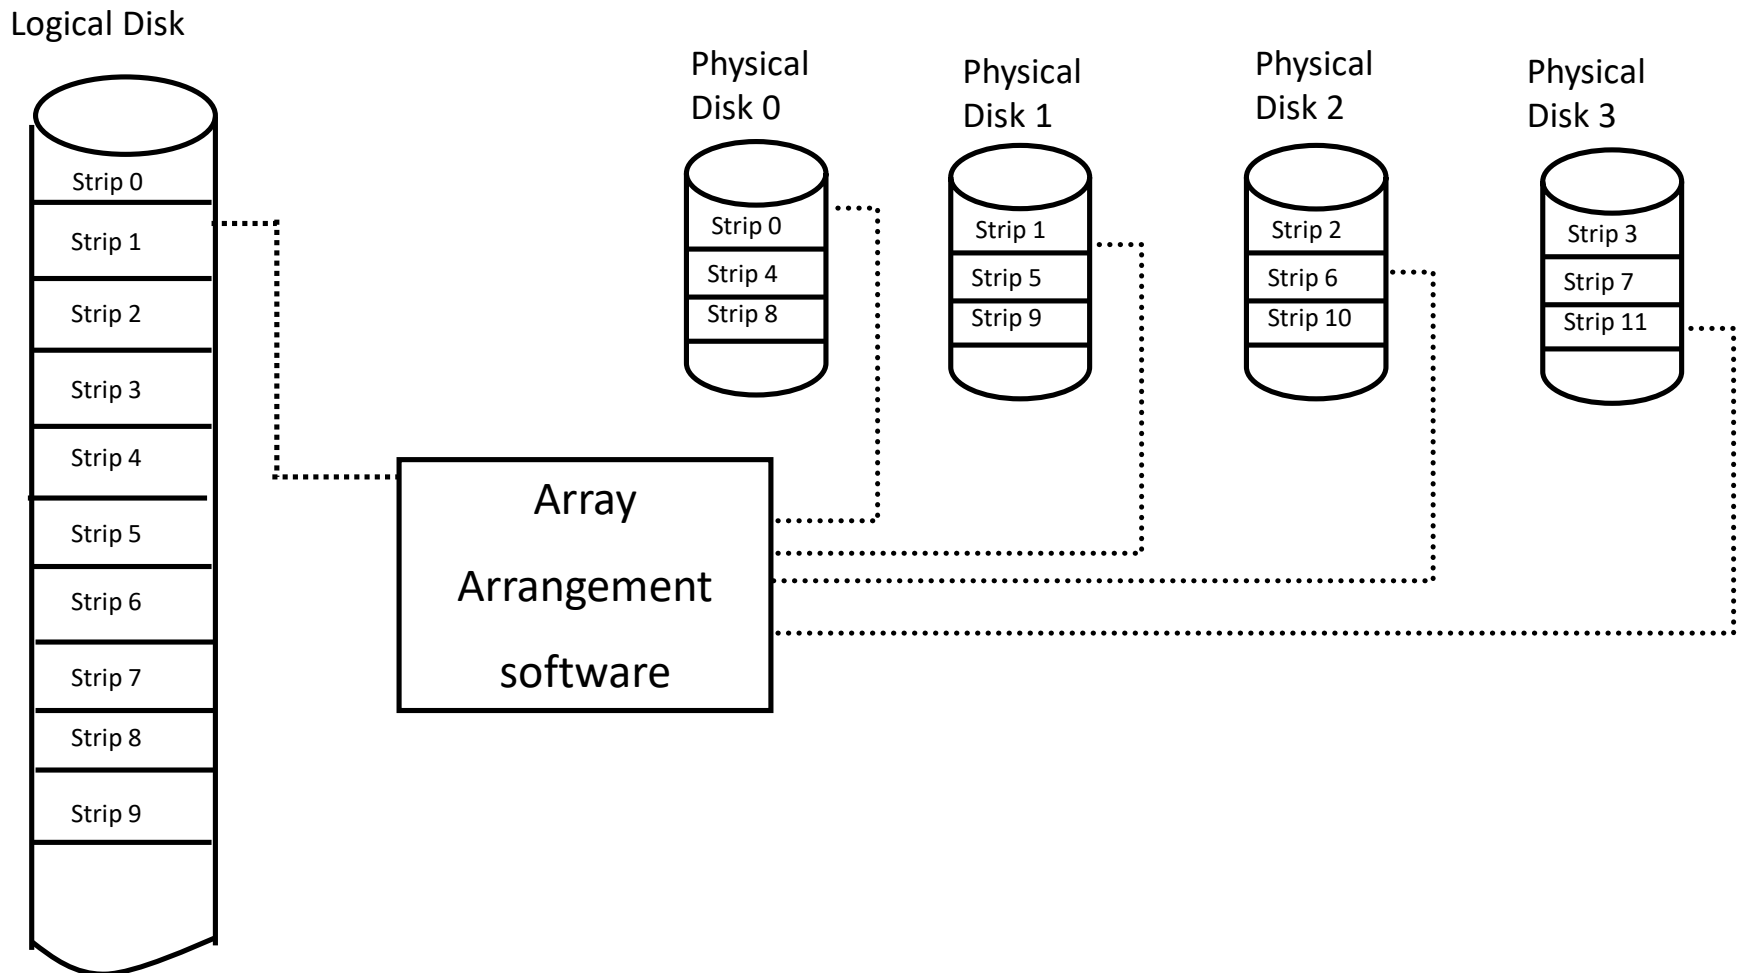 Logical Disk
Strip 0
Strip 1
Strip 2
Strip 3
Strip 4
Strip 5
Strip 6
Strip 7
Strip 8
Strip 9
Array
Arrangement
software
Physical
Disk 0
Strip 0
Strip 4
Strip 8
Physical
Disk 1
Strip 1
Strip 5
Strip 9
Physical
Disk 2
Strip 2
Strip 6
Strip 10
Physical
Disk 3
Strip 3
Strip 7
Strip 11